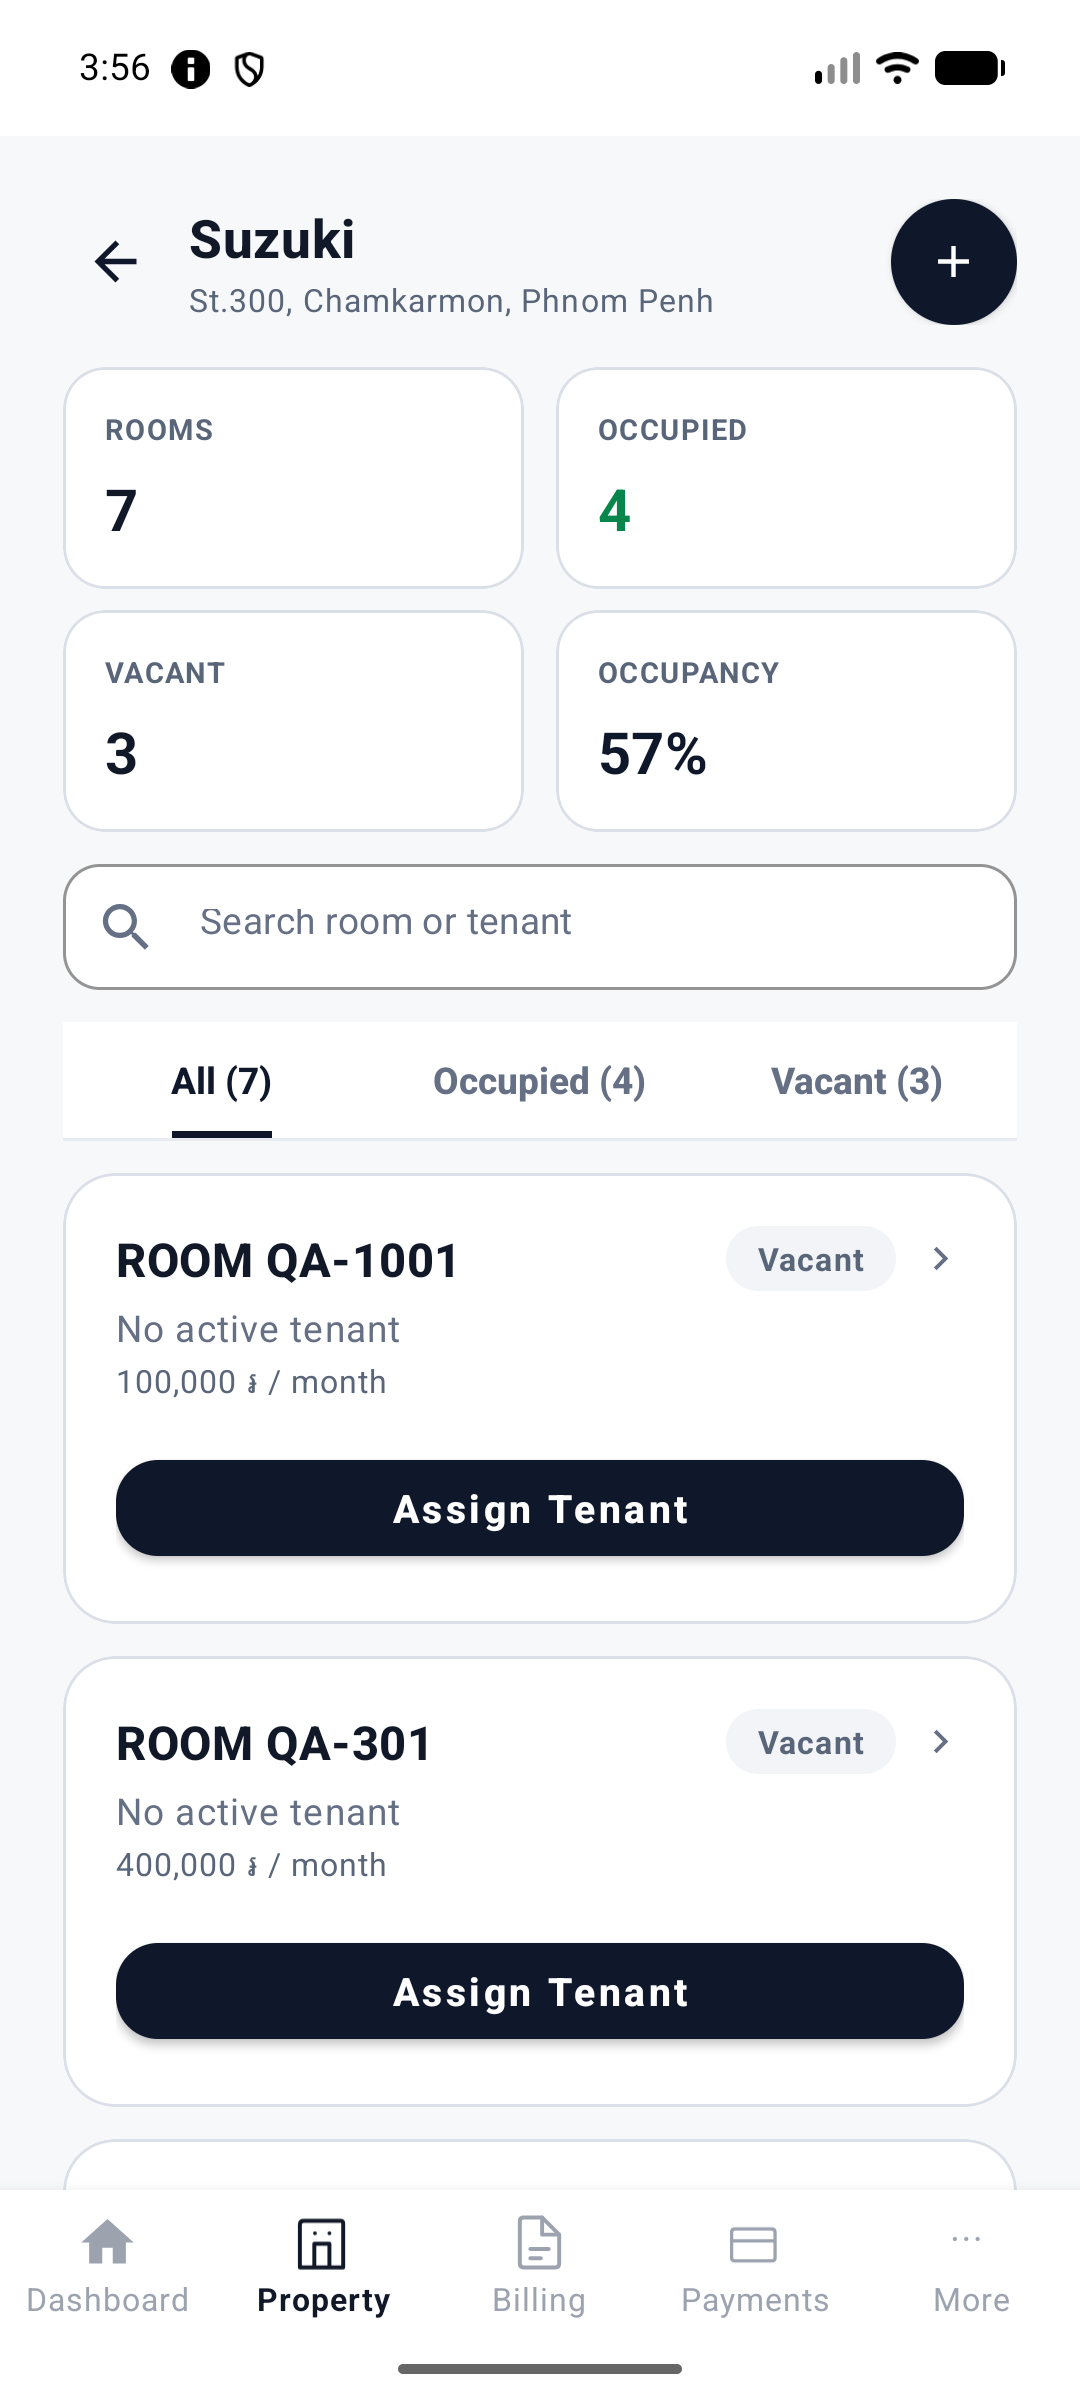 3:56
Suzuki
St.300, Chamkarmon, Phnom Penh
ROOMS
7
OCCUPIED
4
VACANT
3
OCCUPANCY
57%
Search room or tenant
All (7)
Occupied (4)
Vacant (3)
ROOM QA-1001
Vacant
No active tenant
100,000 ៛ / month
Assign Tenant
ROOM QA-301
Vacant
No active tenant
400,000 ៛ / month
Assign Tenant
Dashboard
Property
Billing
Payments
More